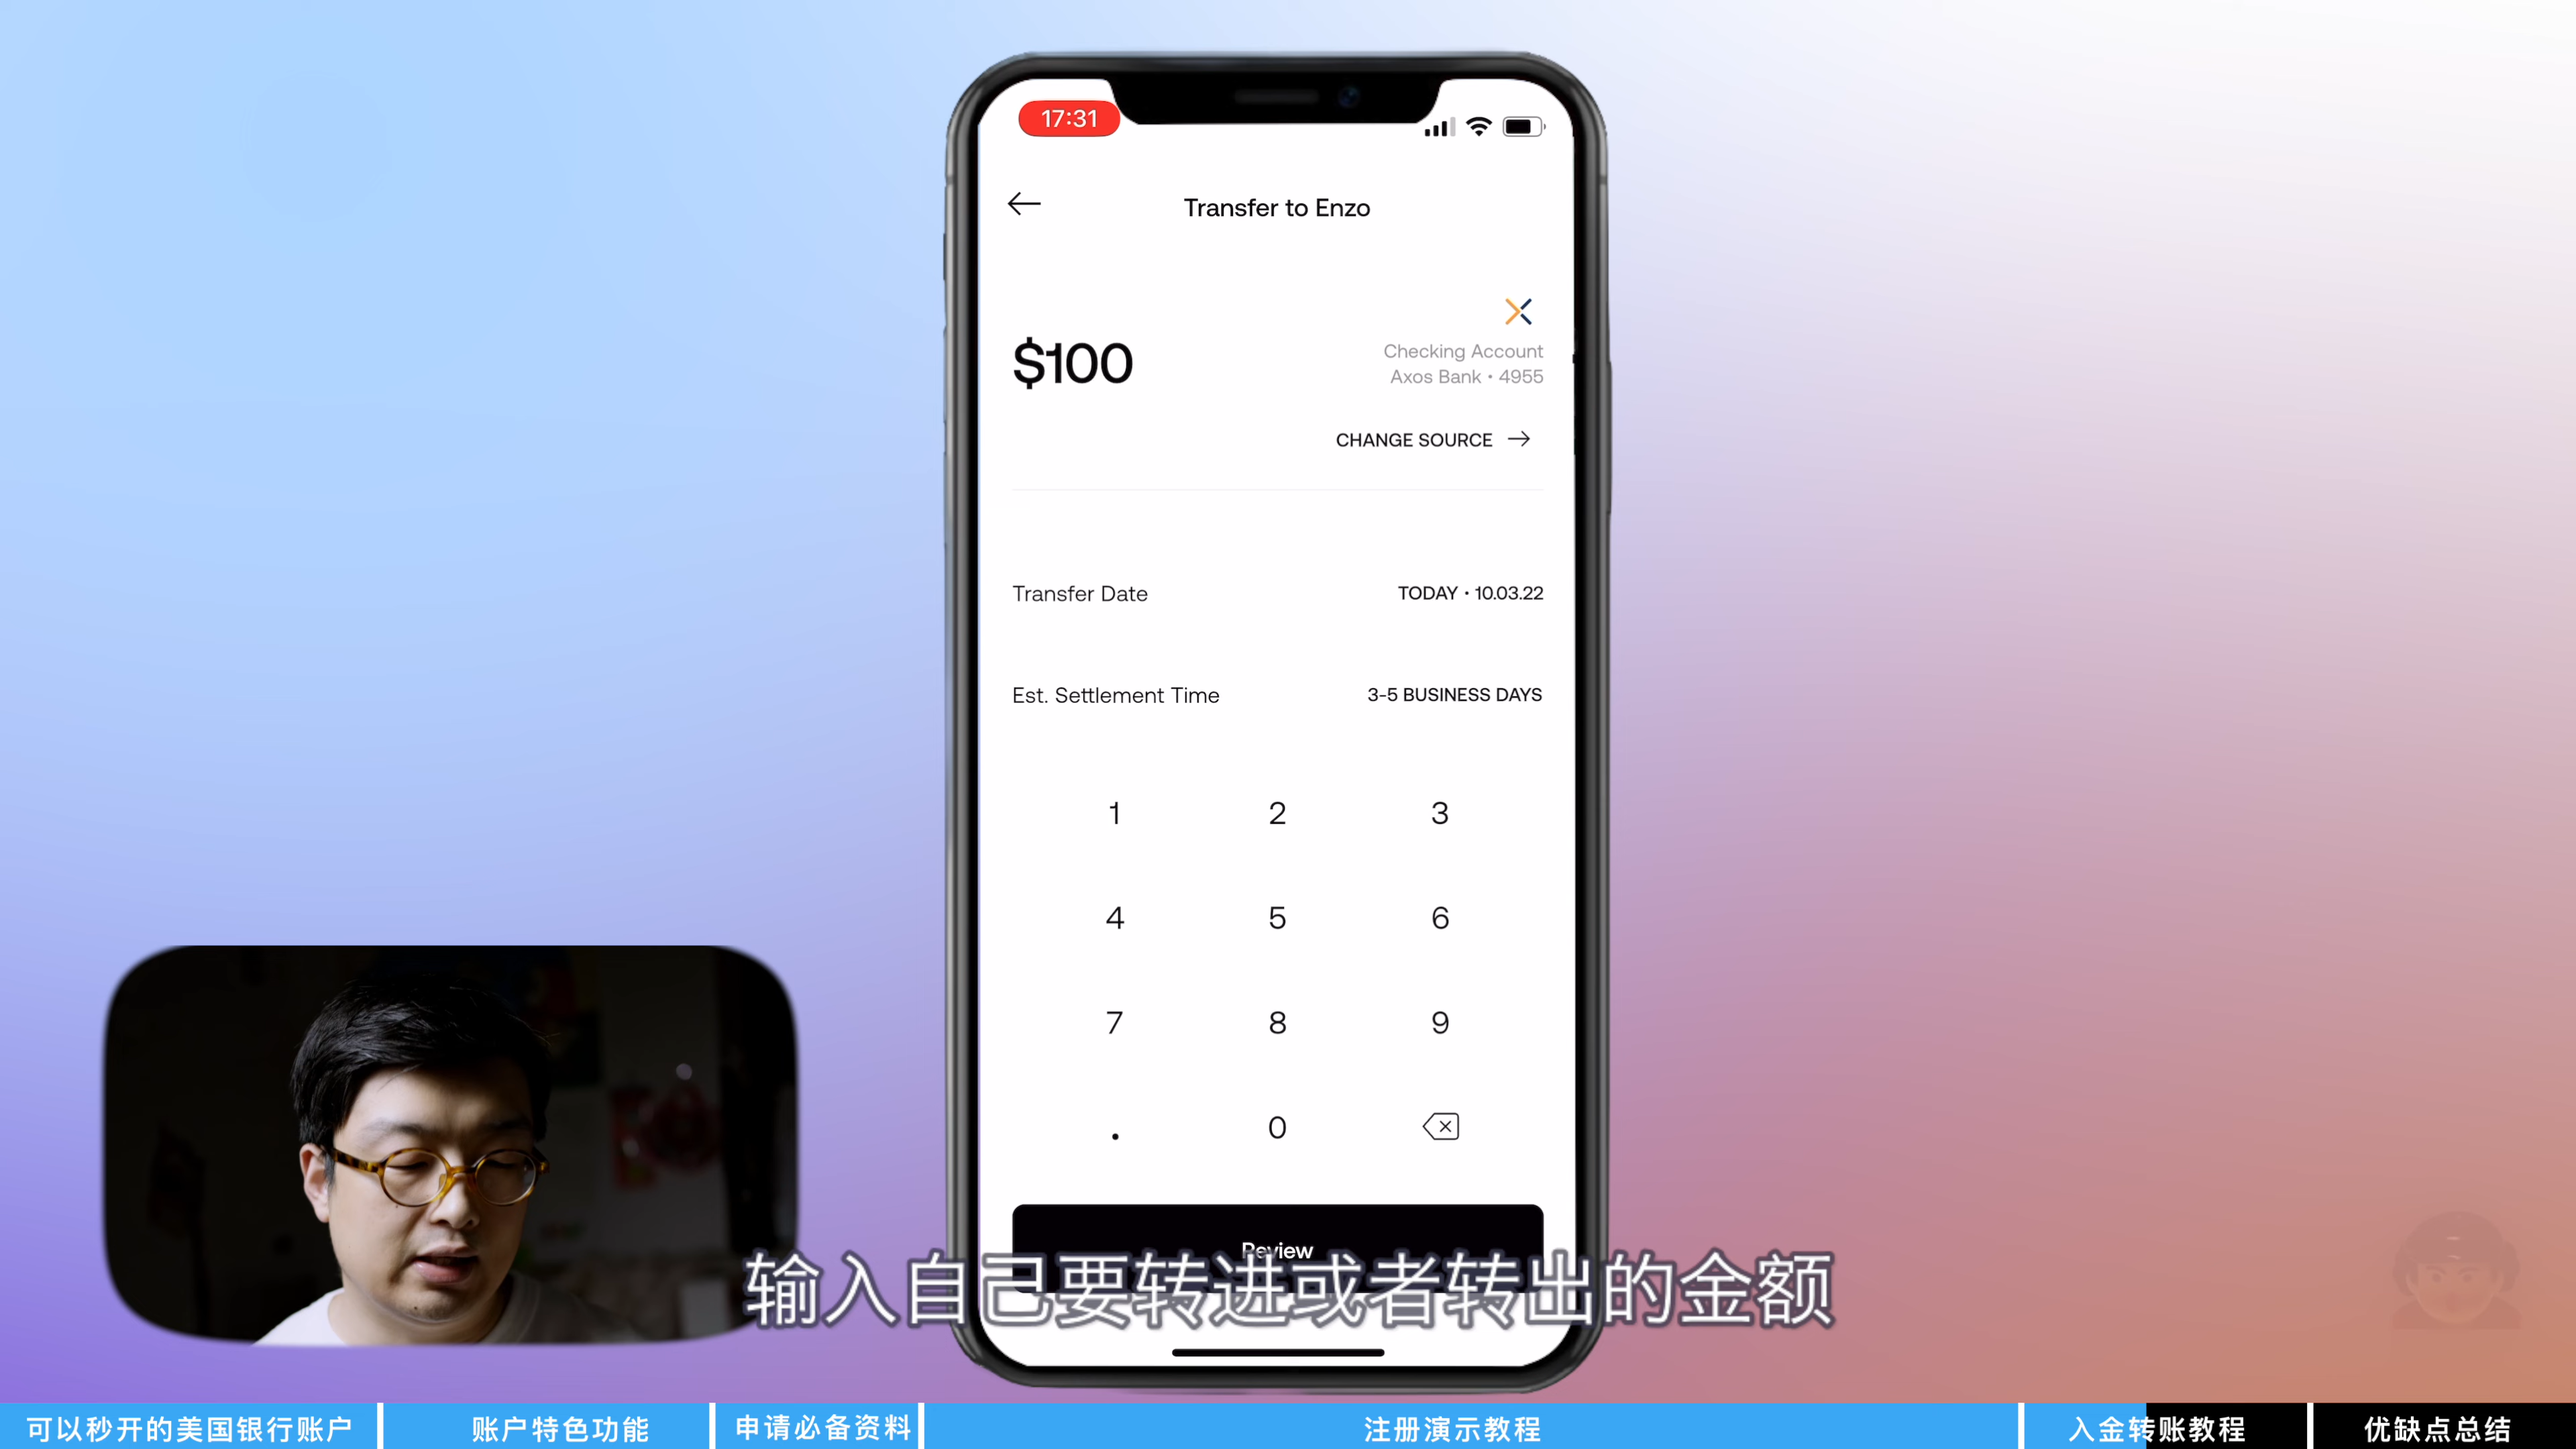 17:31
Transfer to Enzo
$100
Checking Account
Axos Bank • 4955
CHANGE SOURCE
Transfer Date
TODAY • 10.03.22
Est. Settlement Time
3-5 BUSINESS DAYS
1 2 3
4 5 6
7 8 9
. 0
Review
输入自己要转进或者转出的金额
可以秒开的美国银行账户
账户特色功能
申请必备资料
注册演示教程
入金转账教程
优缺点总结